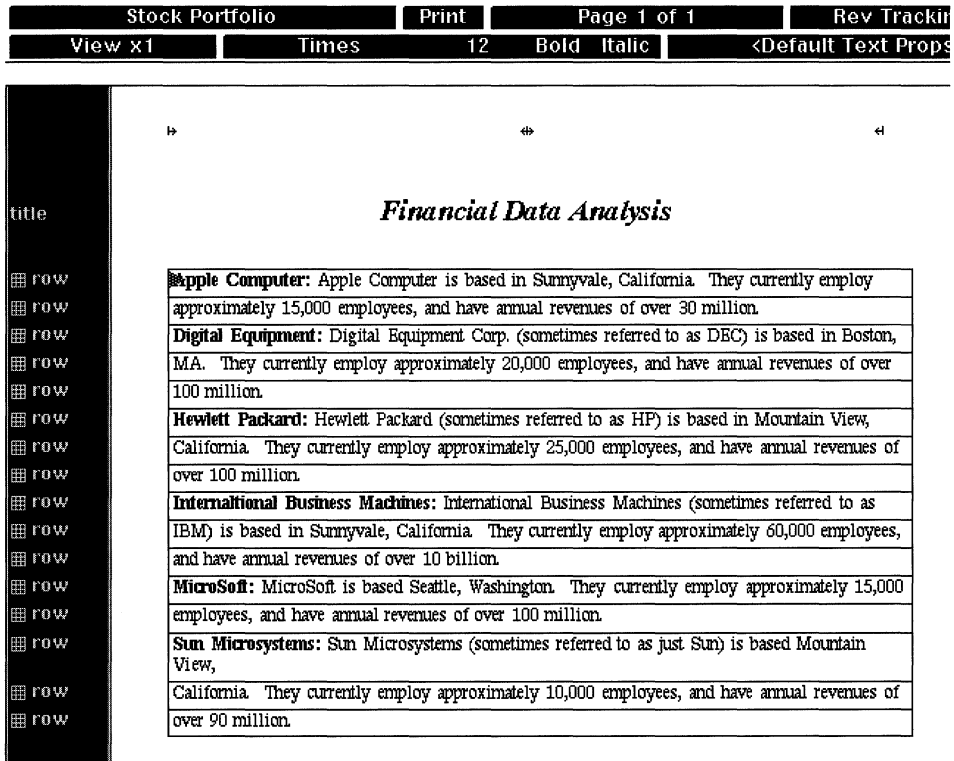 Stock Portfolio Print Page 1 of 1
View x1 Times 12 Bold Italic <Default Text Props
title Financial Data Analysis
row Apple Computer: Apple Computer is based in Sunnyvale, California. They currently employ
row approximately 15,000 employees, and have annual revenues of over 30 million.
row Digital Equipment: Digital Equipment Corp. (sometimes referred to as DEC) is based in Boston,
row MA. They currently employ approximately 20,000 employees, and have annual revenues of over
row 100 million.
row Hewlett Packard: Hewlett Packard (sometimes referred to as HP) is based in Mountain View,
row California. They currently employ approximately 25,000 employees, and have annual revenues of
row over 100 million.
row Internaltional Business Machines: International Business Machines (sometimes referred to as
row IBM) is based in Sunnyvale, California. They currently employ approximately 60,000 employees,
row and have annual revenues of over 10 billion.
row MicroSoft: MicroSoft is based Seattle, Washington. They currently employ approximately 15,000
row employees, and have annual revenues of over 100 million.
row Sun Microsystems: Sun Microsystems (sometimes referred to as just Sun) is based Mountain
View,
row California. They currently employ approximately 10,000 employees, and have annual revenues of
row over 90 million.